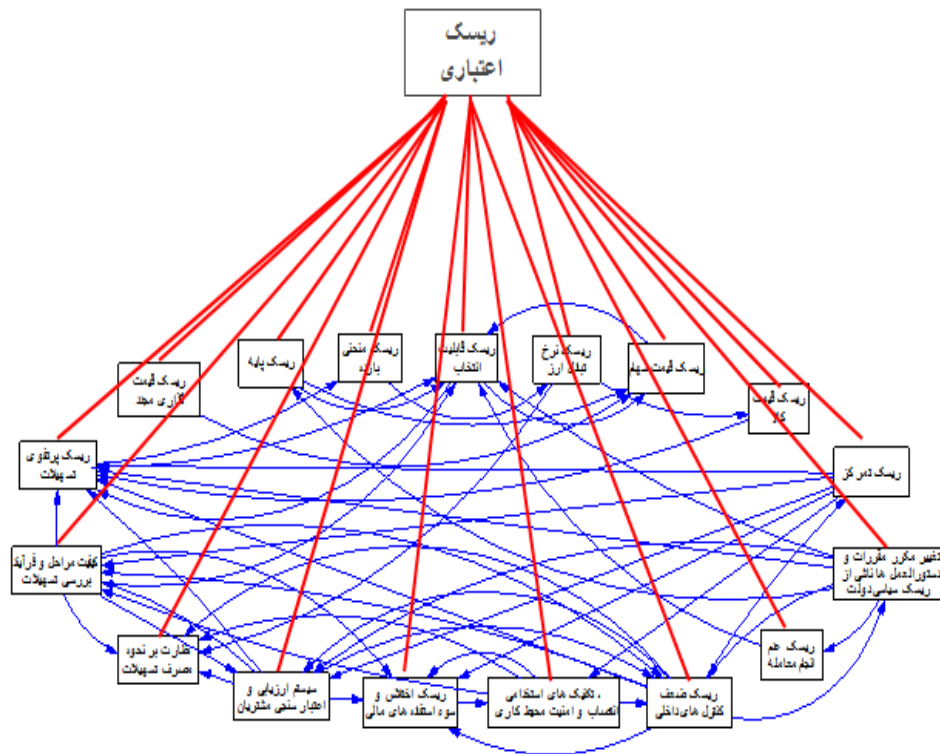 ریسک
اعتباری
ریسک قیمت
گذاری مجدد
ریسک پایه
ریسک منحنی
بازده
ریسک قابلیت
انتخاب
ریسک نرخ
تبدیل ارز
ریسک قیمت سهم
ریسک قیمت
کالا
ریسک پرتفوی
تسهیلات
ریسک تمرکز
کیفیت مراحل و فرآیند
بررسی تسهیلات
تغییر مکرر مقررات و
دستورالعمل ها ناشی از
ریسک سیاسی دولت
نظارت بر نحوه
مصرف تسهیلات
سیستم ارزیابی و
اعتبار سنجی مشتریان
ریسک اختلاس و
سوء استفاده های مالی
، تکنیک های استخدامی
انتصاب و امنیت محیط کاری
ریسک ضعف
کنترل های داخلی
ریسک عدم
انجام معامله